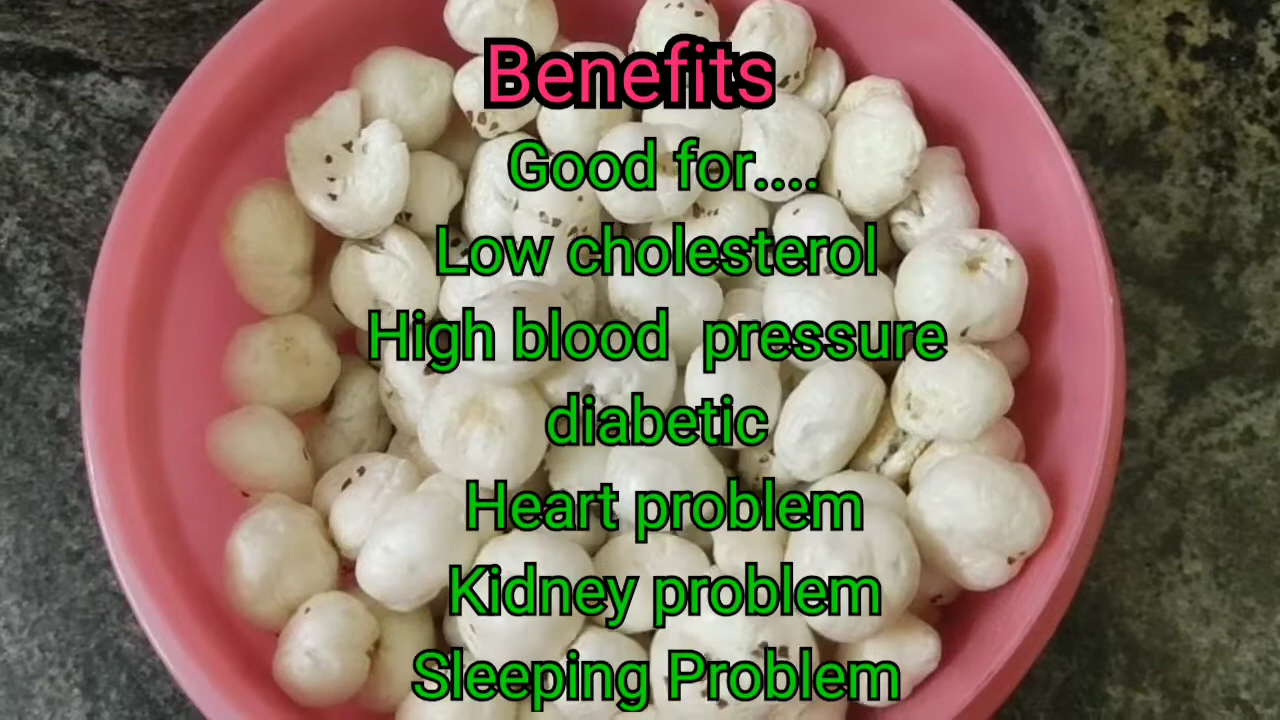 Benefits
Good for....
Low cholesterol
High blood pressure
diabetic
Heart problem
Kidney problem
Sleeping Problem